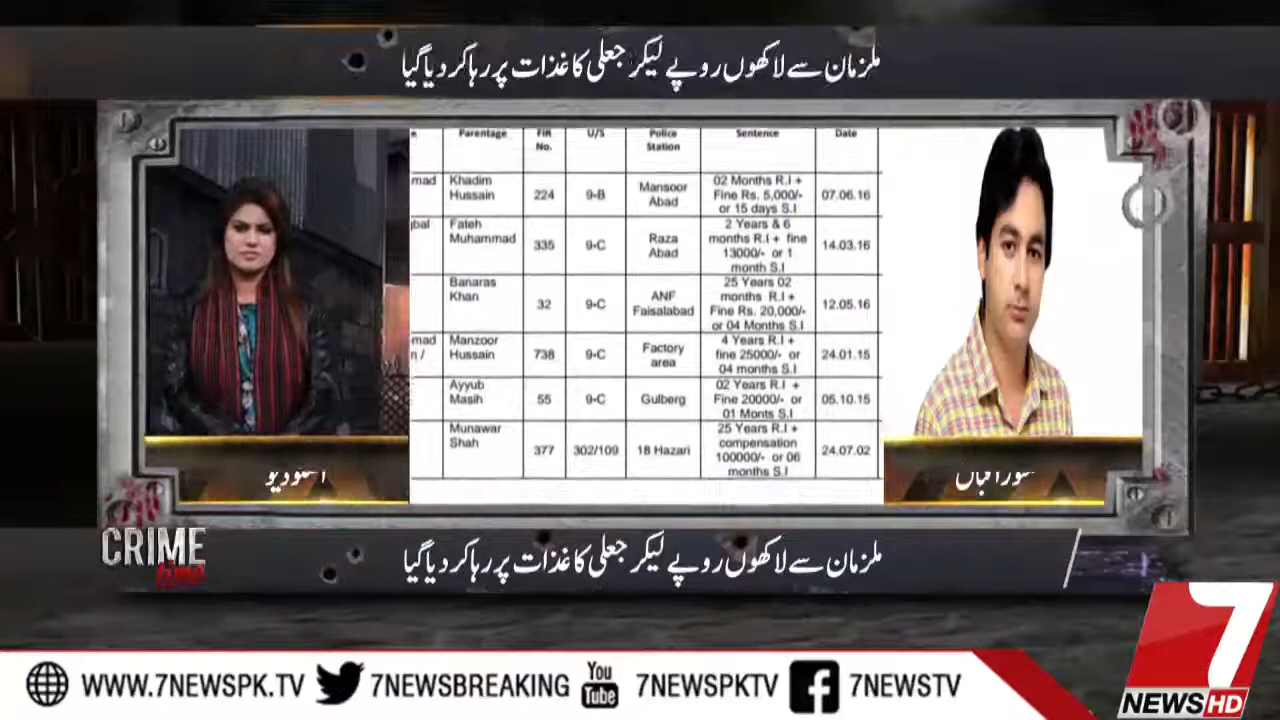 ملزمان سے لاکھوں روپے لیکر جعلی کاغذات پر رہا کر دیا گیا
Parentage FIR No. U/S Police Station Sentence Date
mad Khadim Hussain 224 9-B Mansoor Abad 02 Months R.I + Fine Rs. 5,000/- or 15 days S.I 07.06.16
Fateh Muhammad 335 9-C Raza Abad 2 Years & 6 months R.I + fine 13000/- or 1 month S.I 14.03.16
Banaras Khan 32 9-C ANF Faisalabad 25 Years 02 months R.I + Fine Rs. 20,000/- or 04 Months S.I 12.05.16
mad Manzoor Hussain 738 9-C Factory area 4 Years R.I + fine 25000/- or 04 months S.I 24.01.15
Ayyub Masih 55 9-C Gulberg 02 Years R.I + Fine 20000/- or 01 Monts S.I 05.10.15
Munawar Shah 377 302/109 18 Hazari 25 Years R.I + compensation 100000/- or 06 months S.I 24.07.02
CRIME
time
ملزمان سے لاکھوں روپے لیکر جعلی کاغذات پر رہا کر دیا گیا
WWW.7NEWSPK.TV 7NEWSBREAKING You Tube 7NEWSPKTV f 7NEWSTV
7
NEWS HD